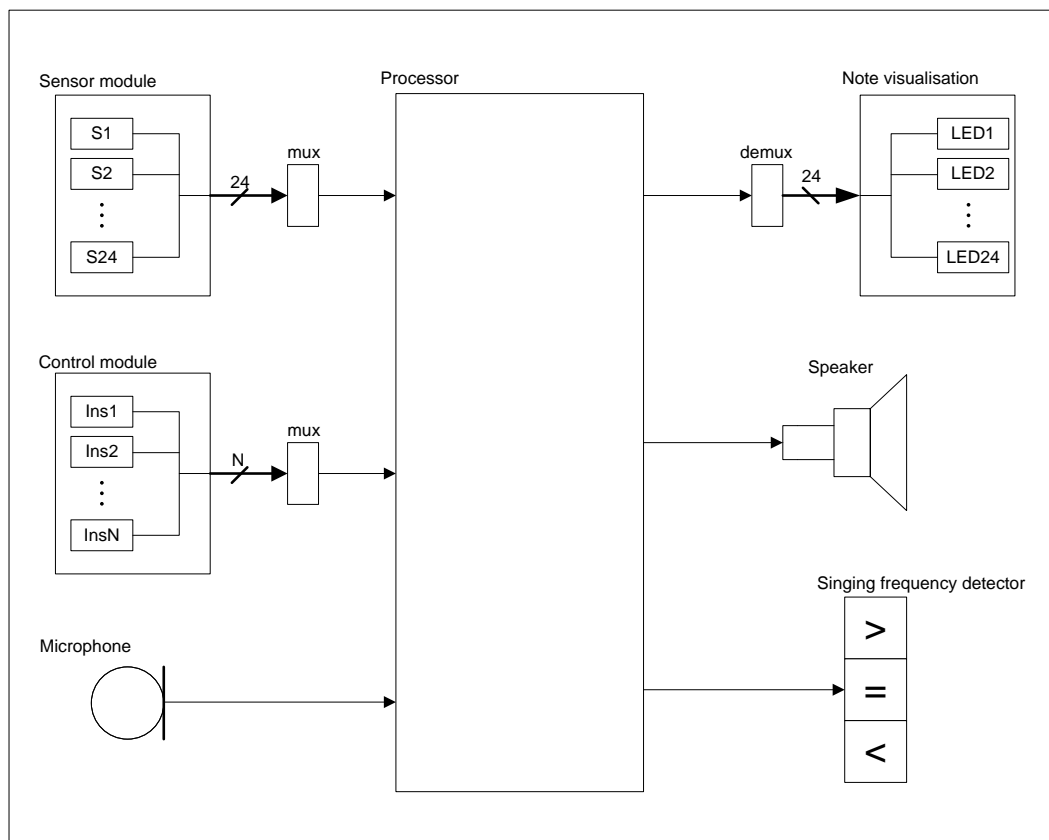 Sensor module
S1
S2
S24
24
mux
Processor
demux
24
Note visualisation
LED1
LED2
LED24
Control module
Ins1
Ins2
InsN
N
mux
Speaker
Microphone
Singing frequency detector
>
=
<